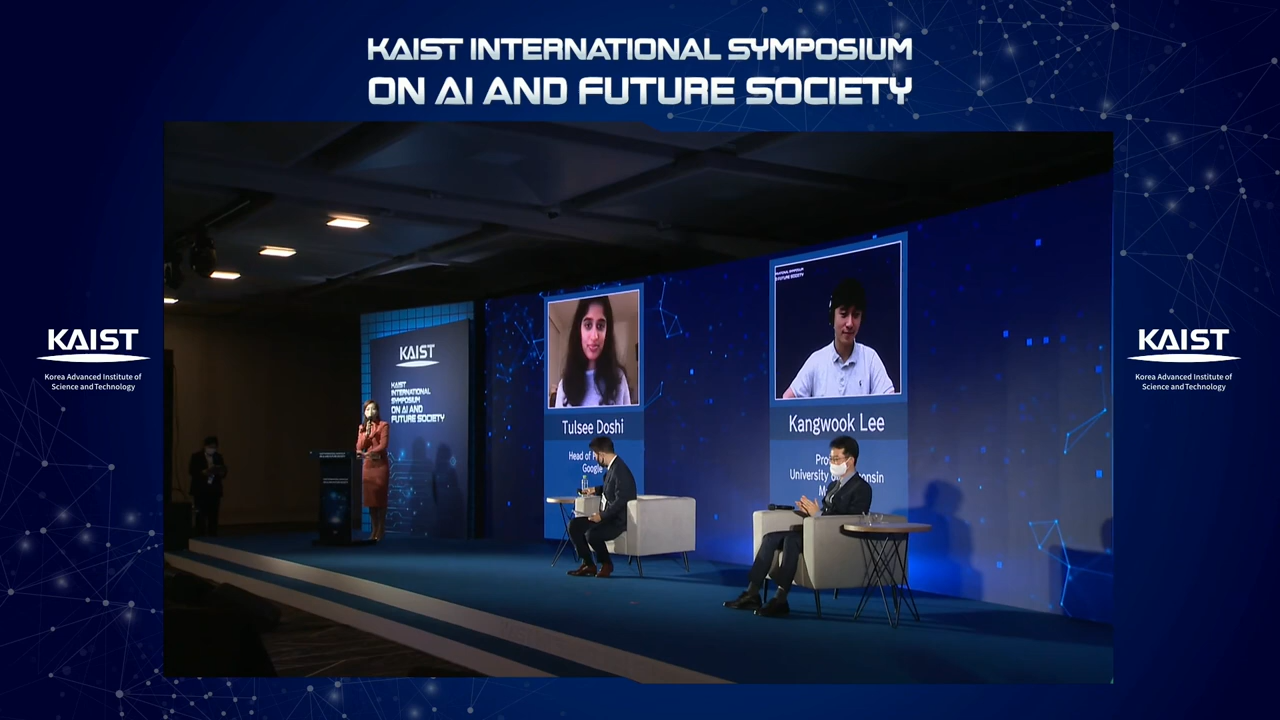 KAIST INTERNATIONAL SYMPOSIUM
ON AI AND FUTURE SOCIETY
KAIST
Korea Advanced Institute of
Science and Technology
KAIST
KAIST
INTERNATIONAL
SYMPOSIUM
ON AI AND
FUTURE SOCIETY
Tulsee Doshi
Head of
Google
Kangwook Lee
University
KAIST
Korea Advanced Institute of
Science and Technology